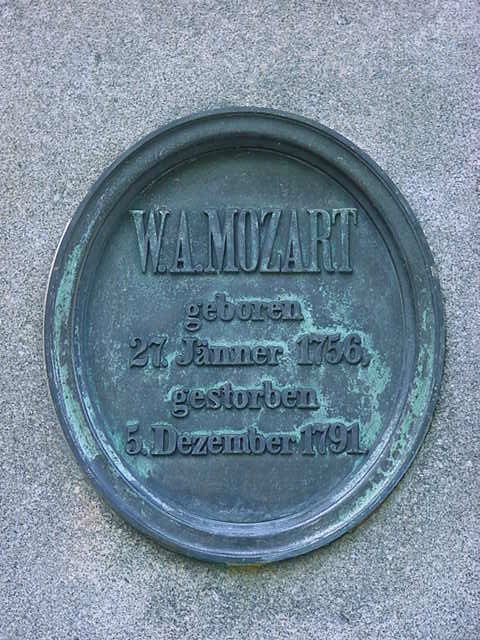 W.A.MOZART
geboren
27. Jänner 1756.
gestorben
5. Dezember 1791.